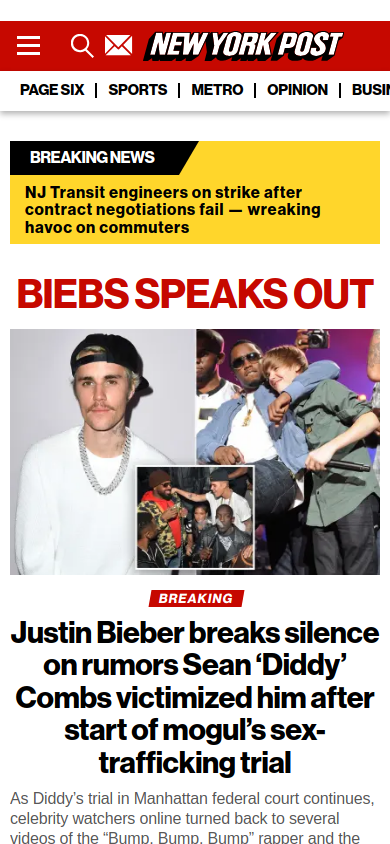 NEW YORK POST
PAGE SIX | SPORTS | METRO | OPINION | BUSIN
BREAKING NEWS
NJ Transit engineers on strike after
contract negotiations fail — wreaking
havoc on commuters
BIEBS SPEAKS OUT
BREAKING
Justin Bieber breaks silence
on rumors Sean ‘Diddy’
Combs victimized him after
start of mogul’s sex-
trafficking trial
As Diddy’s trial in Manhattan federal court continues,
celebrity watchers online turned back to several
videos of the “Bump, Bump, Bump” rapper and the